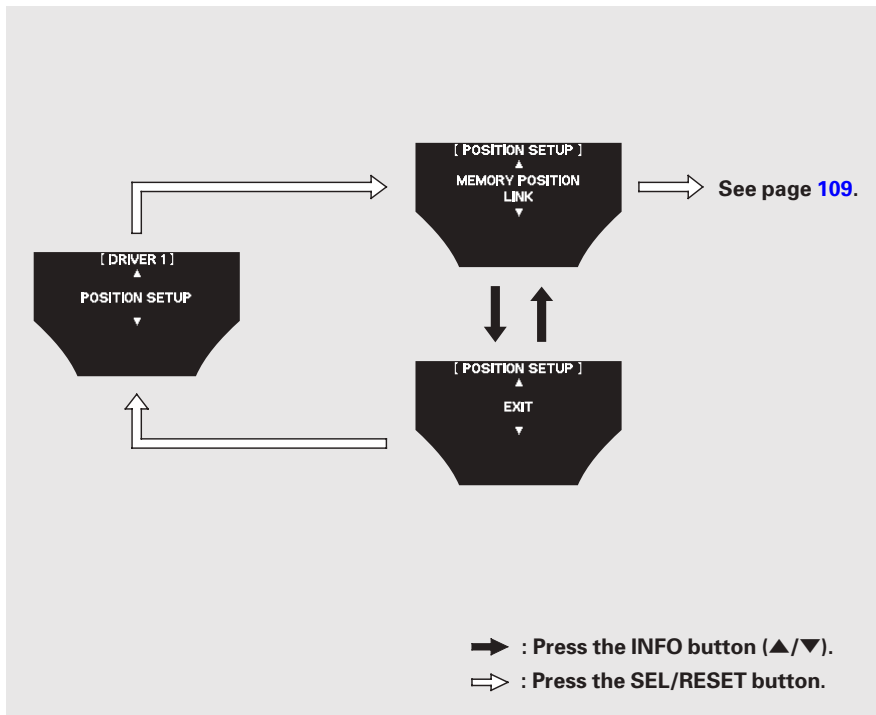 [ POSITION SETUP ]
▲
MEMORY POSITION
LINK
▼
See page 109.
[ DRIVER 1 ]
▲
POSITION SETUP
▼
[ POSITION SETUP ]
▲
EXIT
▼
: Press the INFO button (▲/▼).
: Press the SEL/RESET button.